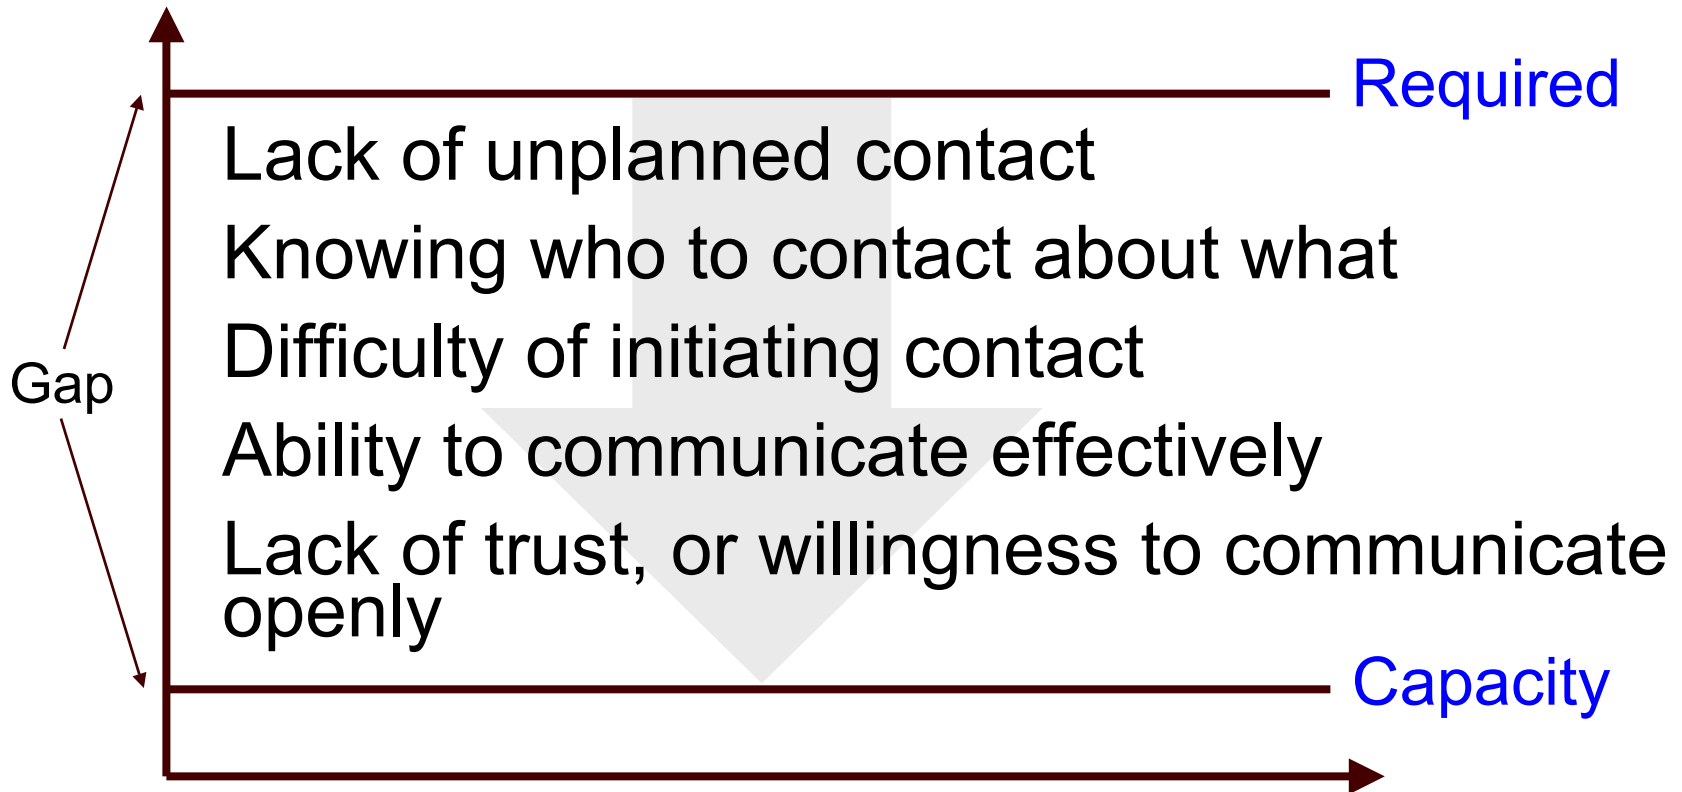 Required
Lack of unplanned contact
Knowing who to contact about what
Difficulty of initiating contact
Gap
Ability to communicate effectively
Lack of trust, or willingness to communicate
openly
Capacity